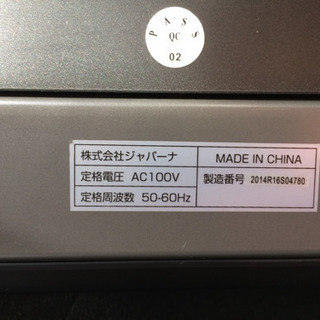 PASS
QC
02
株式会社ジャパーナ
MADE IN CHINA
定格電圧 AC100V
製造番号 2014R16S04780
定格周波数 50-60Hz